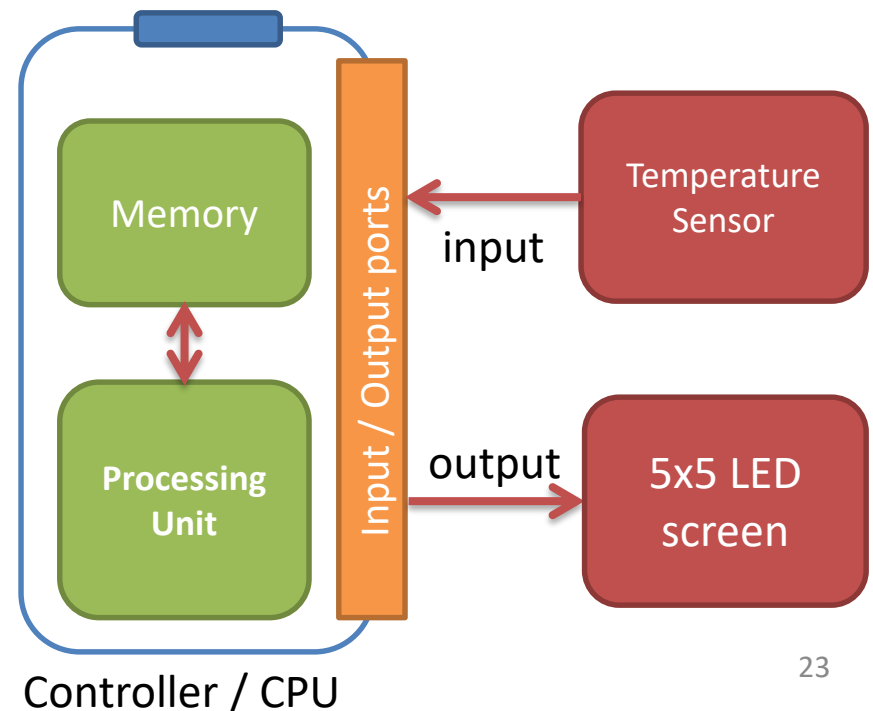 Memory
Processing
Unit
Input / Output ports
input
output
Temperature
Sensor
5x5 LED
screen
Controller / CPU
23